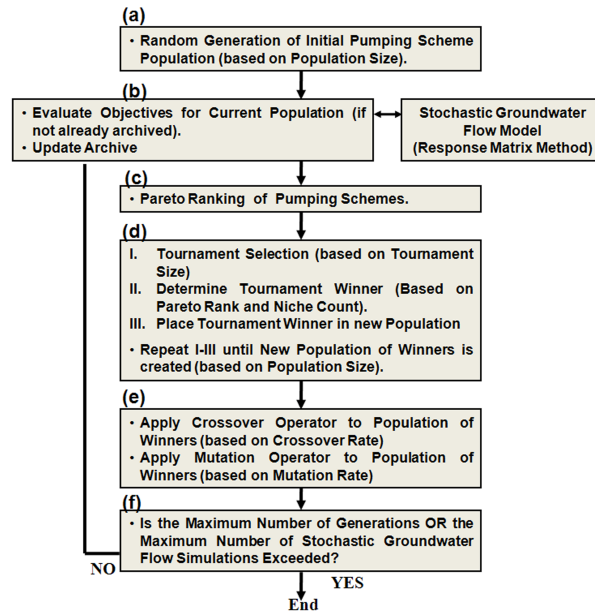 (a)
• Random Generation of Initial Pumping Scheme
Population (based on Population Size).
(b)
• Evaluate Objectives for Current Population (if
not already archived).
• Update Archive
Stochastic Groundwater
Flow Model
(Response Matrix Method)
(c)
• Pareto Ranking of Pumping Schemes.
(d)
I. Tournament Selection (based on Tournament
Size)
II. Determine Tournament Winner (Based on
Pareto Rank and Niche Count).
III. Place Tournament Winner in new Population
• Repeat I-III until New Population of Winners is
created (based on Population Size).
(e)
• Apply Crossover Operator to Population of
Winners (based on Crossover Rate)
• Apply Mutation Operator to Population of
Winners (based on Mutation Rate)
(f)
• Is the Maximum Number of Generations OR the
Maximum Number of Stochastic Groundwater
Flow Simulations Exceeded?
NO
YES
End